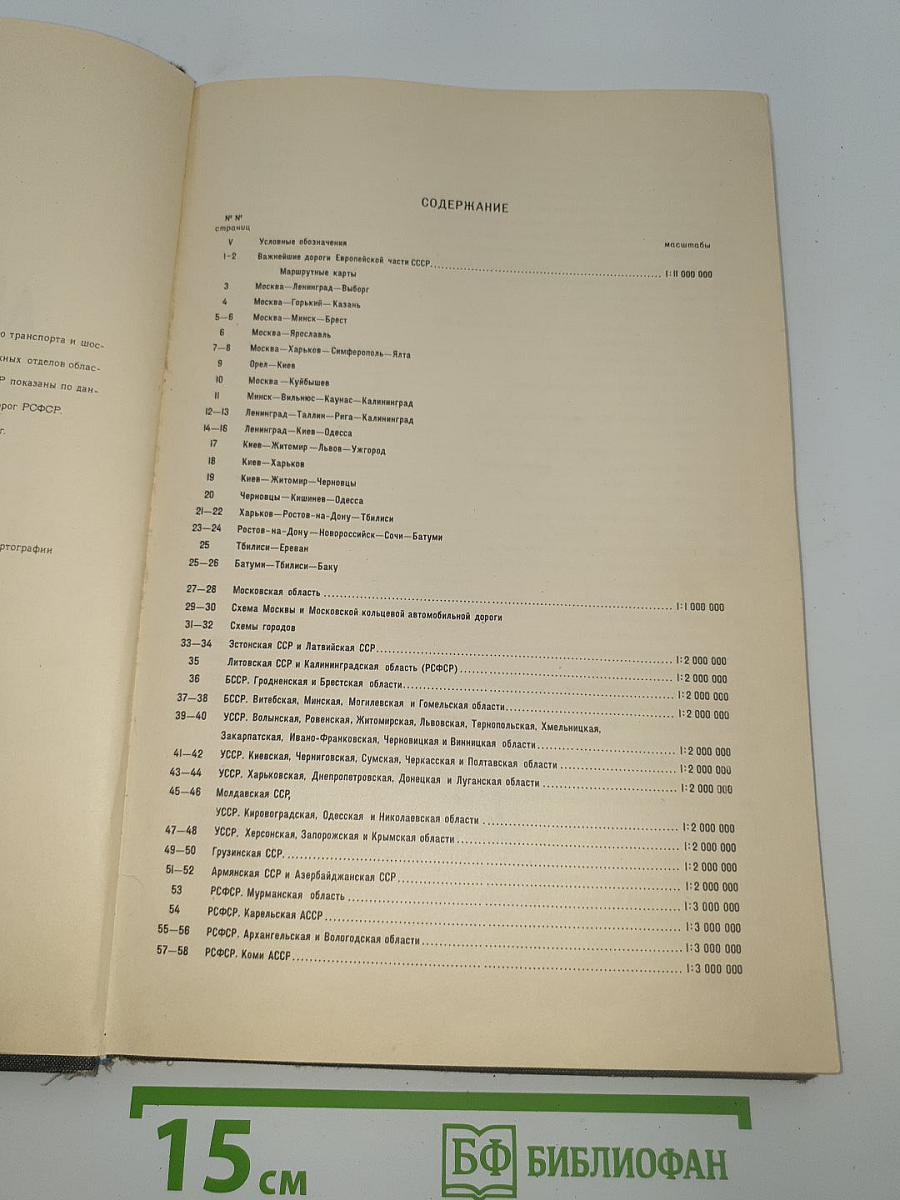 о транспорта и шос-
жных отделов облас-
Р показаны по дан-
орог РСФСР.
г.
ртографии
СОДЕРЖАНИЕ
№ №
страниц
масштабы
V Условные обозначения
1—2 Важнейшие дороги Европейской части СССР 1:11 000 000
Маршрутные карты
3 Москва—Ленинград—Выборг
4 Москва—Горький—Казань
5—6 Москва—Минск—Брест
6 Москва—Ярославль
7—8 Москва—Харьков—Симферополь—Ялта
9 Орел—Киев
10 Москва—Куйбышев
11 Минск—Вильнюс—Каунас—Калининград
12—13 Ленинград—Таллин—Рига—Калининград
14—16 Ленинград—Киев—Одесса
17 Киев—Житомир—Львов—Ужгород
18 Киев—Харьков
19 Киев—Житомир—Черновцы
20 Черновцы—Кишинев—Одесса
21—22 Харьков—Ростов-на-Дону—Тбилиси
23—24 Ростов-на-Дону—Новороссийск—Сочи—Батуми
25 Тбилиси—Ереван
25—26 Батуми—Тбилиси—Баку
27—28 Московская область 1:1 000 000
29—30 Схема Москвы и Московской кольцевой автомобильной дороги
31—32 Схемы городов
33—34 Эстонская ССР и Латвийская ССР 1:2 000 000
35 Литовская ССР и Калининградская область (РСФСР) 1:2 000 000
36 БССР. Гродненская и Брестская области 1:2 000 000
37—38 БССР. Витебская, Минская, Могилевская и Гомельская области 1:2 000 000
39—40 УССР. Волынская, Ровенская, Житомирская, Львовская, Тернопольская, Хмельницкая,
Закарпатская, Ивано-Франковская, Черновицкая и Винницкая области 1:2 000 000
41—42 УССР. Киевская, Черниговская, Сумская, Черкасская и Полтавская области 1:2 000 000
43—44 УССР. Харьковская, Днепропетровская, Донецкая и Луганская области 1:2 000 000
45—46 Молдавская ССР,
УССР. Кировоградская, Одесская и Николаевская области 1:2 000 000
47—48 УССР. Херсонская, Запорожская и Крымская области 1:2 000 000
49—50 Грузинская ССР. 1:2 000 000
51—52 Армянская ССР и Азербайджанская ССР 1:2 000 000
53 РСФСР. Мурманская область 1:3 000 000
54 РСФСР. Карельская АССР 1:3 000 000
55—56 РСФСР. Архангельская и Вологодская области 1:3 000 000
57—58 РСФСР. Коми АССР 1:3 000 000
15 см
БФ БИБЛИОФАН